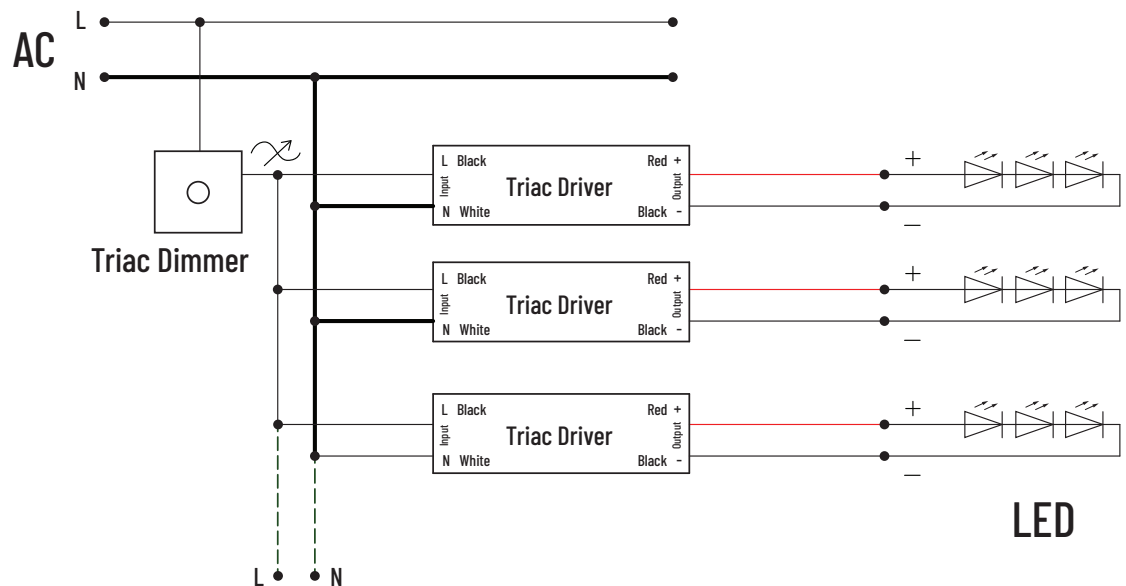 L
AC
N
L Black
Red +
Input
Triac Driver
Output
N White
Black -
+
—
Triac Dimmer
L Black
Red +
Input
Triac Driver
Output
N White
Black -
+
—
L Black
Red +
Input
Triac Driver
Output
N White
Black -
+
—
LED
L
N